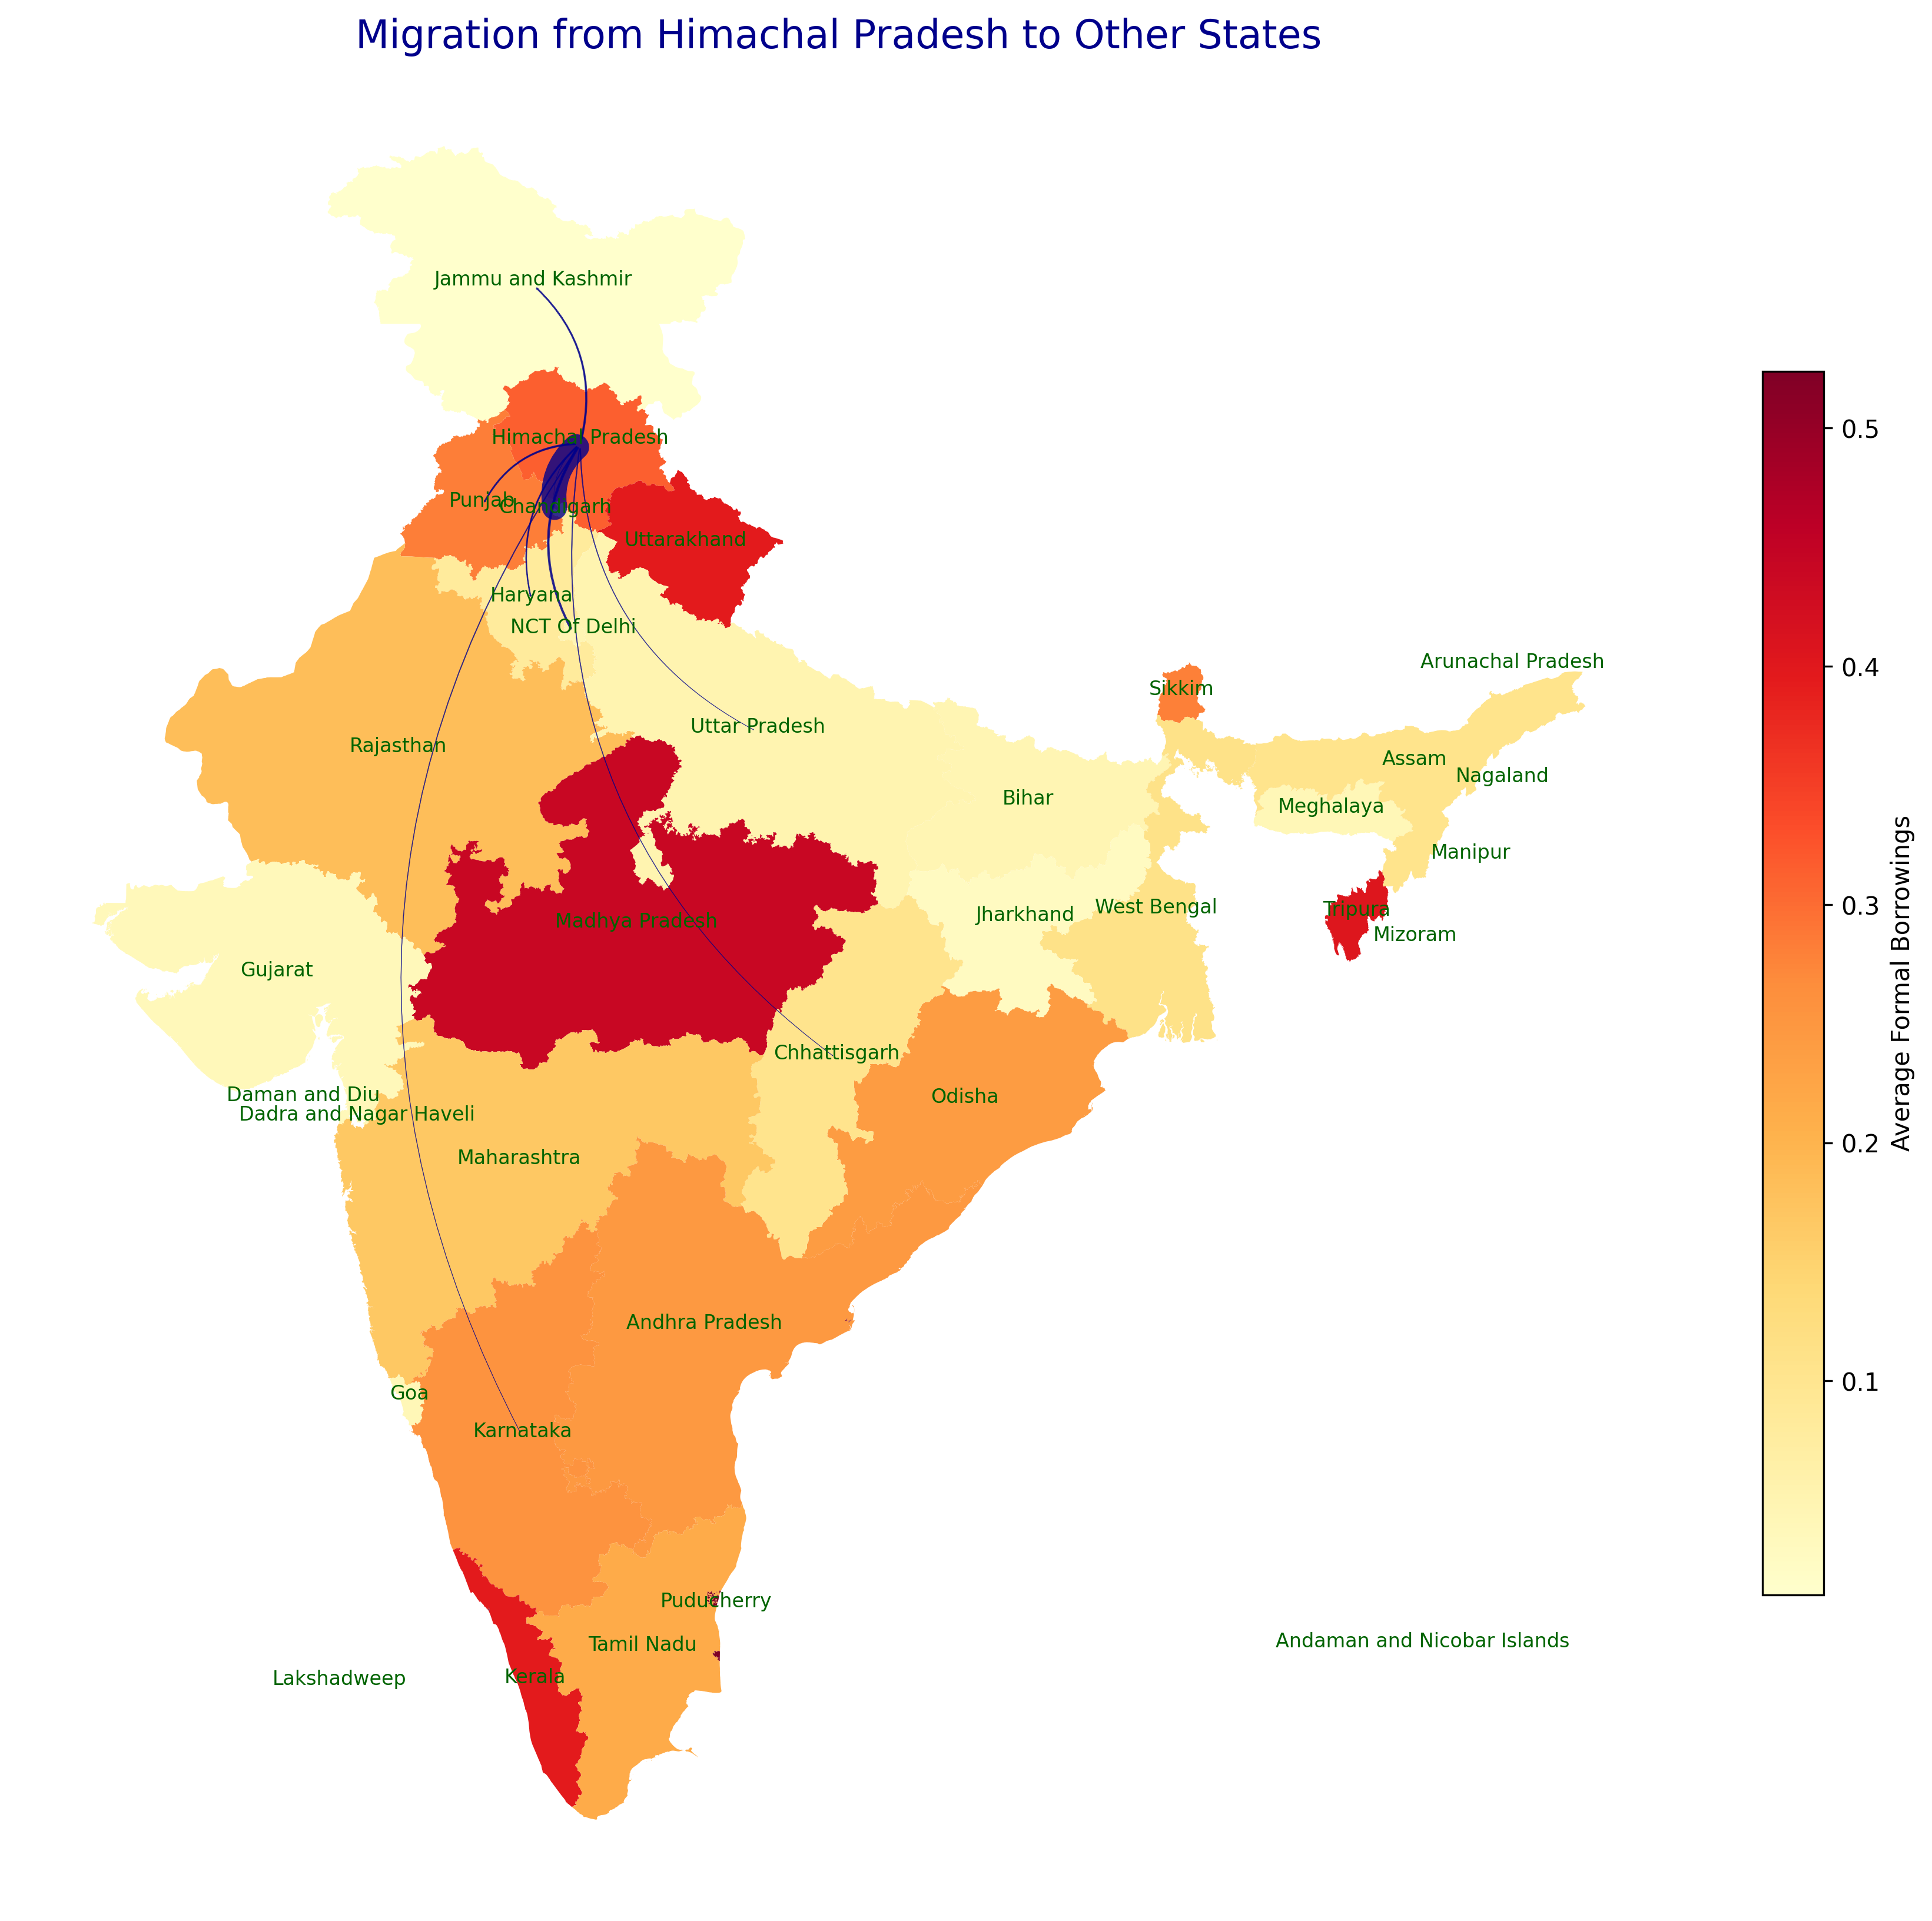 Migration from Himachal Pradesh to Other States
Jammu and Kashmir
Himachal Pradesh
Punjab
Chandigarh
Uttarakhand
Haryana
NCT Of Delhi
Arunachal Pradesh
Sikkim
Uttar Pradesh
Rajasthan
Assam
Nagaland
Bihar
Meghalaya
Manipur
Madhya Pradesh
Jharkhand
West Bengal
Tripura
Mizoram
Gujarat
Chhattisgarh
Daman and Diu
Odisha
Dadra and Nagar Haveli
Maharashtra
Andhra Pradesh
Goa
Karnataka
Puducherry
Tamil Nadu
Andaman and Nicobar Islands
Kerala
Lakshadweep
0.5
0.4
0.3
0.2
0.1
Average Formal Borrowings